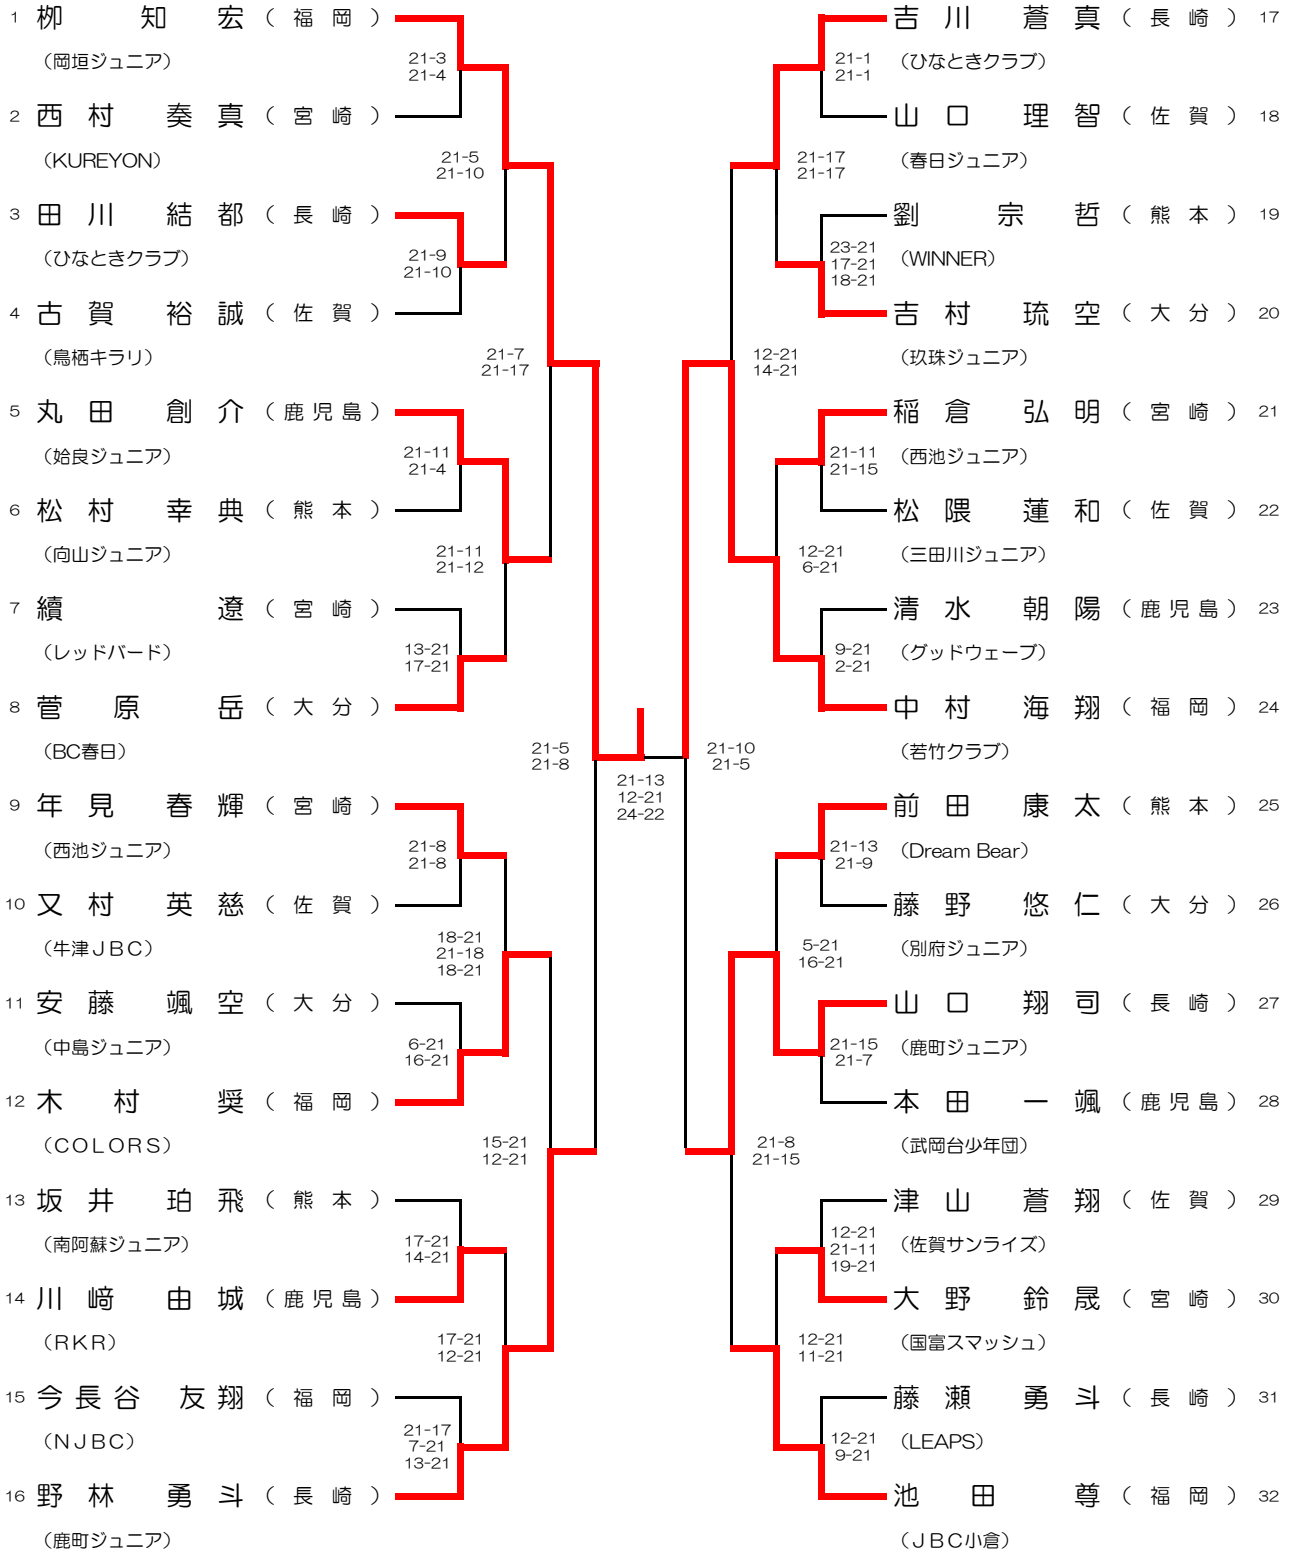 1 栁 知 宏 （ 福 岡 ）
（岡垣ジュニア）
21-3
21-4
2 西 村 奏 真 （ 宮 崎 ）
（KUREYON）
21-5
21-10
3 田 川 結 都 （ 長 崎 ）
（ひなときクラブ）
21-9
21-10
4 古 賀 裕 誠 （ 佐 賀 ）
（鳥栖キラリ）
21-7
21-17
5 丸 田 創 介 （鹿 児 島）
（姶良ジュニア）
21-11
21-4
6 松 村 幸 典 （ 熊 本 ）
（向山ジュニア）
21-11
21-12
7 續 遼 （ 宮 崎 ）
（レッドバード）
13-21
17-21
8 菅 原 岳 （ 大 分 ）
（BC春日）
21-5
21-8
9 年 見 春 輝 （ 宮 崎 ）
（西池ジュニア）
21-8
21-8
10 又 村 英 慈 （ 佐 賀 ）
（牛津ＪＢＣ）
18-21
21-18
18-21
11 安 藤 颯 空 （ 大 分 ）
（中島ジュニア）
6-21
16-21
12 木 村 奨 （ 福 岡 ）
（ＣＯＬＯＲＳ）
15-21
12-21
13 坂 井 珀 飛 （ 熊 本 ）
（南阿蘇ジュニア）
17-21
14-21
14 川 﨑 由 城 （鹿 児 島）
（ＲＫＲ）
17-21
12-21
15 今 長 谷 友 翔 （ 福 岡 ）
（ＮＪＢＣ）
21-17
7-21
13-21
16 野 林 勇 斗 （ 長 崎 ）
（鹿町ジュニア）
21-13
12-21
24-22
吉 川 蒼 真 （ 長 崎 ） 17
21-1
21-1
（ひなときクラブ）
山 口 理 智 （ 佐 賀 ） 18
21-17
21-17
（春日ジュニア）
劉 宗 哲 （ 熊 本 ） 19
23-21
17-21
18-21
（WINNER）
吉 村 琉 空 （ 大 分 ） 20
（玖珠ジュニア）
12-21
14-21
稲 倉 弘 明 （ 宮 崎 ） 21
21-11
21-15
（西池ジュニア）
松 隈 蓮 和 （ 佐 賀 ） 22
12-21
6-21
（三田川ジュニア）
清 水 朝 陽 （鹿 児 島） 23
9-21
2-21
（グッドウェーブ）
中 村 海 翔 （ 福 岡 ） 24
（若竹クラブ）
21-10
21-5
前 田 康 太 （ 熊 本 ） 25
21-13
21-9
（Dream Bear）
藤 野 悠 仁 （ 大 分 ） 26
5-21
16-21
（別府ジュニア）
山 口 翔 司 （ 長 崎 ） 27
21-15
21-7
（鹿町ジュニア）
本 田 一 颯 （鹿 児 島） 28
（武岡台少年団）
21-8
21-15
津 山 蒼 翔 （ 佐 賀 ） 29
12-21
21-11
19-21
（佐賀サンライズ）
大 野 鈴 晟 （ 宮 崎 ） 30
12-21
11-21
（国富スマッシュ）
藤 瀬 勇 斗 （ 長 崎 ） 31
12-21
9-21
（LEAPS）
池 田 尊 （ 福 岡 ） 32
（ＪＢＣ小倉）